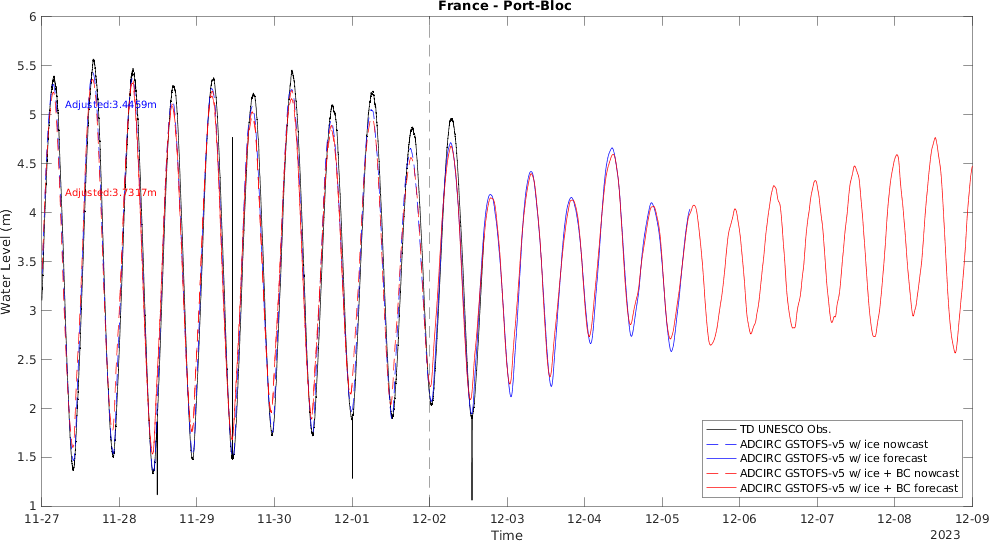 France - Port-Bloc
6
5.5
5
4.5
4
3.5
3
2.5
2
1.5
1
Water Level (m)
Adjusted:3.4459m
Adjusted:3.7317m
TD UNESCO Obs.
ADCIRC GSTOFS-v5 w/ ice nowcast
ADCIRC GSTOFS-v5 w/ ice forecast
ADCIRC GSTOFS-v5 w/ ice + BC nowcast
ADCIRC GSTOFS-v5 w/ ice + BC forecast
11-27 11-28 11-29 11-30 12-01 12-02 12-03 12-04 12-05 12-06 12-07 12-08 12-09
Time
2023